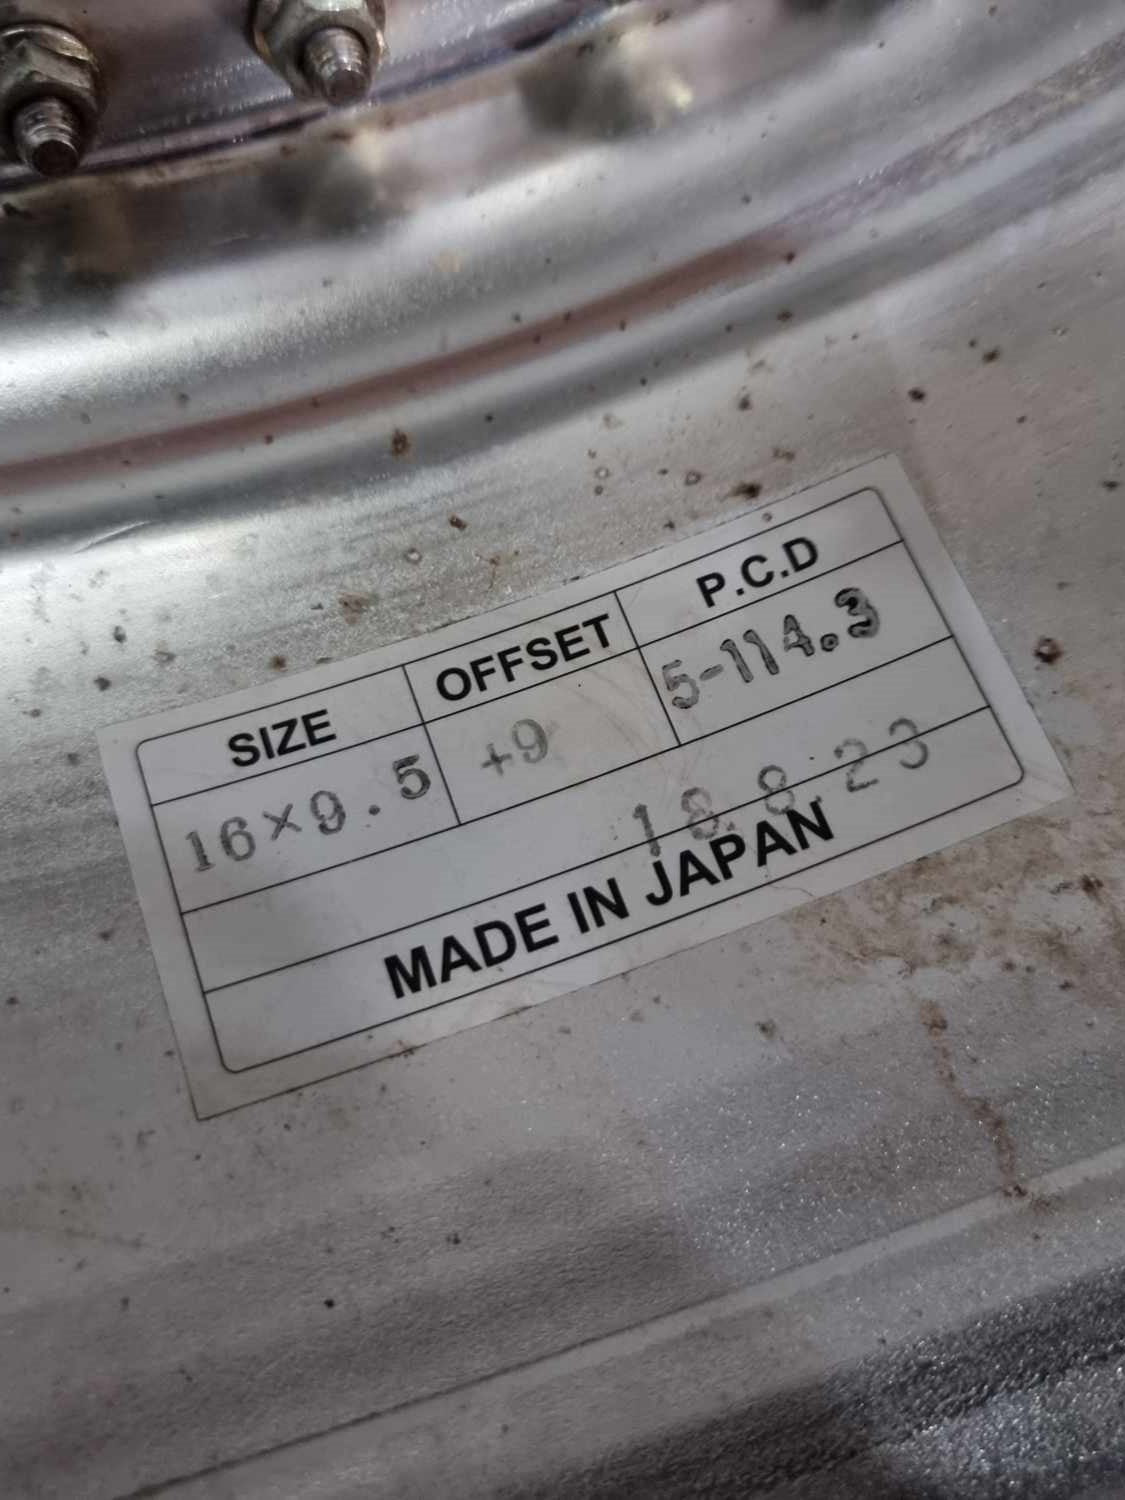 SIZE OFFSET P.C.D
16×9.5 +9 5-114.3
18.8.23
MADE IN JAPAN